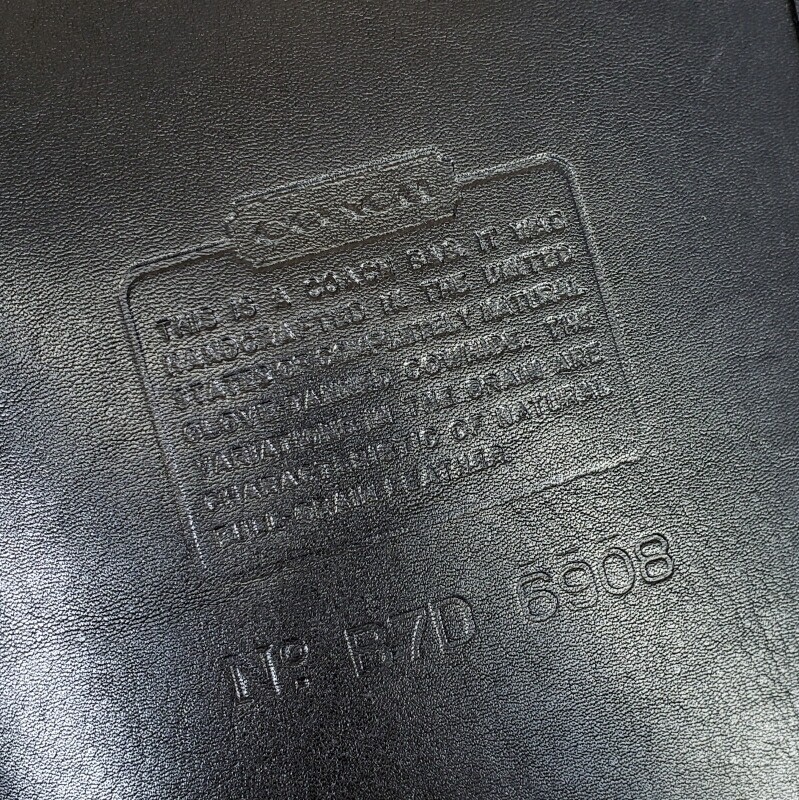 COACH
THIS IS A COACH BAG. IT WAS
HANDCRAFTED IN THE UNITED
STATES OF COMPLETELY NATURAL
GLOVE TANNED COWHIDE. THE
VARIATIONS IN THE GRAIN ARE
CHARACTERISTIC OF NATURAL
FULL-GRAIN LEATHER
Nº B7D 6908